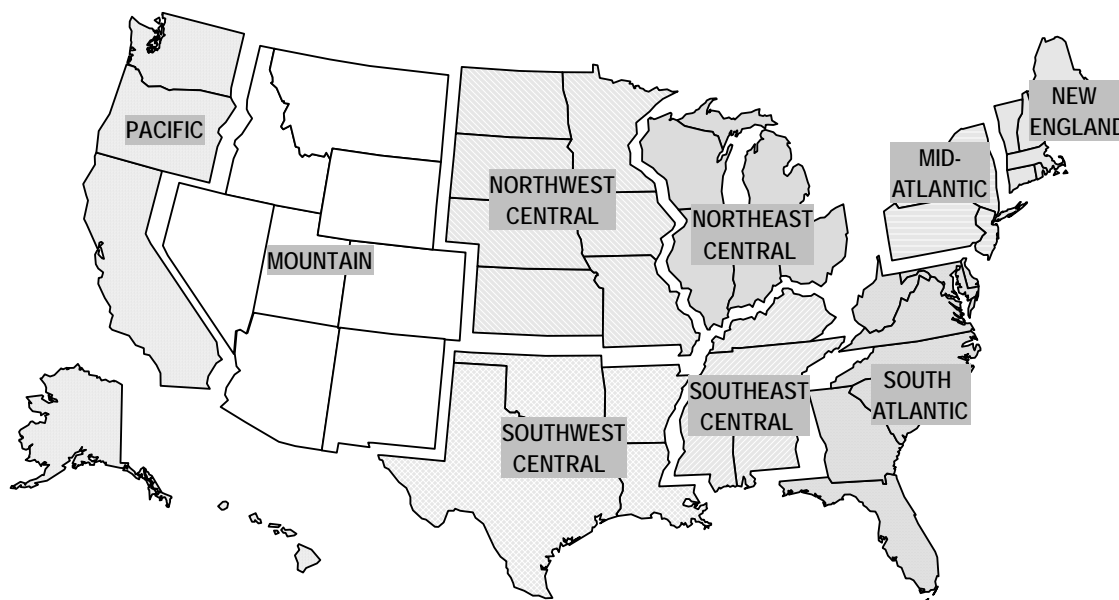 PACIFIC
MOUNTAIN
NORTHWEST
CENTRAL
NORTHEAST
CENTRAL
MID-
ATLANTIC
NEW
ENGLAND
SOUTHWEST
CENTRAL
SOUTHEAST
CENTRAL
SOUTH
ATLANTIC